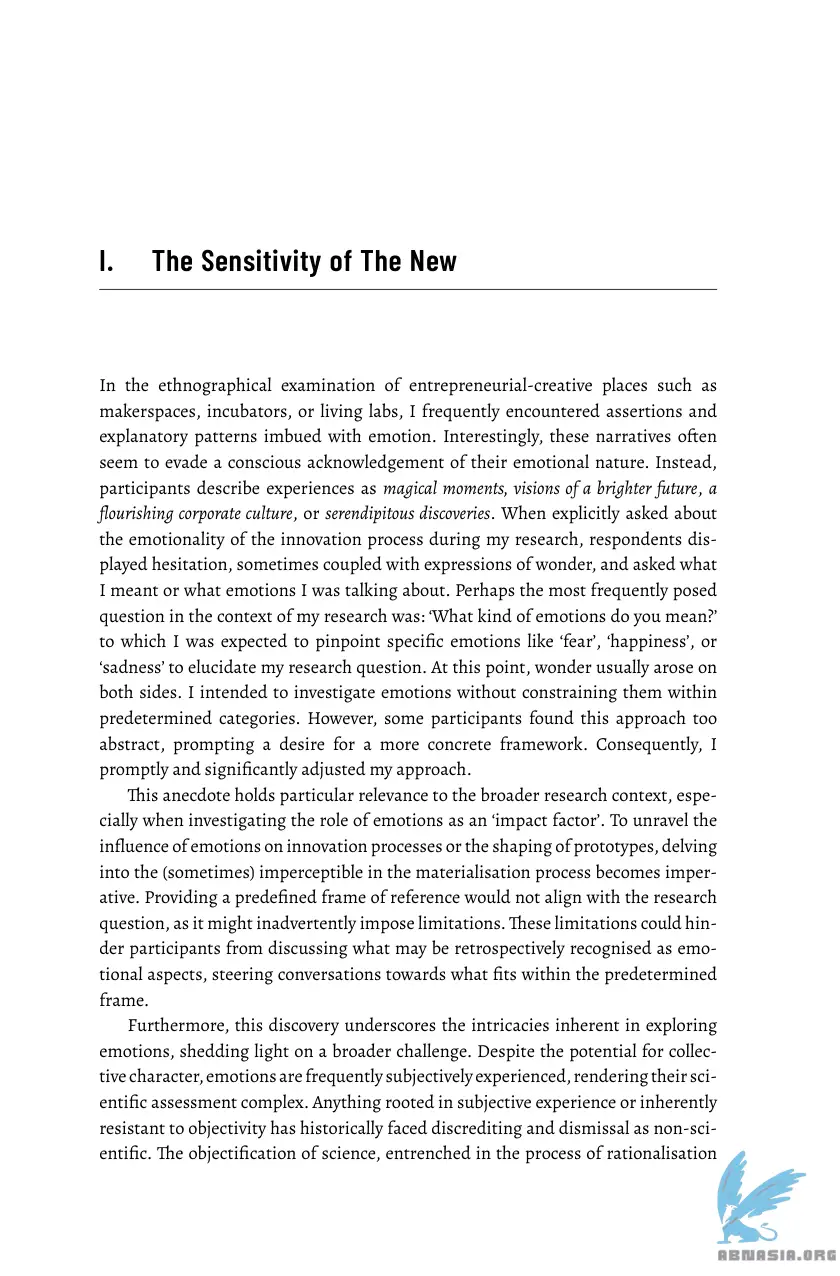 I. The Sensitivity of The New
In the ethnographical examination of entrepreneurial-creative places such as
makerspaces, incubators, or living labs, I frequently encountered assertions and
explanatory patterns imbued with emotion. Interestingly, these narratives often
seem to evade a conscious acknowledgement of their emotional nature. Instead,
participants describe experiences as magical moments, visions of a brighter future, a
flourishing corporate culture, or serendipitous discoveries. When explicitly asked about
the emotionality of the innovation process during my research, respondents dis-
played hesitation, sometimes coupled with expressions of wonder, and asked what
I meant or what emotions I was talking about. Perhaps the most frequently posed
question in the context of my research was: ‘What kind of emotions do you mean?’
to which I was expected to pinpoint specific emotions like ‘fear’, ‘happiness’, or
‘sadness’ to elucidate my research question. At this point, wonder usually arose on
both sides. I intended to investigate emotions without constraining them within
predetermined categories. However, some participants found this approach too
abstract, prompting a desire for a more concrete framework. Consequently, I
promptly and significantly adjusted my approach.
This anecdote holds particular relevance to the broader research context, espe-
cially when investigating the role of emotions as an ‘impact factor’. To unravel the
influence of emotions on innovation processes or the shaping of prototypes, delving
into the (sometimes) imperceptible in the materialisation process becomes imper-
ative. Providing a predefined frame of reference would not align with the research
question, as it might inadvertently impose limitations. These limitations could hin-
der participants from discussing what may be retrospectively recognised as emo-
tional aspects, steering conversations towards what fits within the predetermined
frame.
Furthermore, this discovery underscores the intricacies inherent in exploring
emotions, shedding light on a broader challenge. Despite the potential for collec-
tive character, emotions are frequently subjectively experienced, rendering their sci-
entific assessment complex. Anything rooted in subjective experience or inherently
resistant to objectivity has historically faced discrediting and dismissal as non-sci-
entific. The objectification of science, entrenched in the process of rationalisation
ABNASIA.ORG